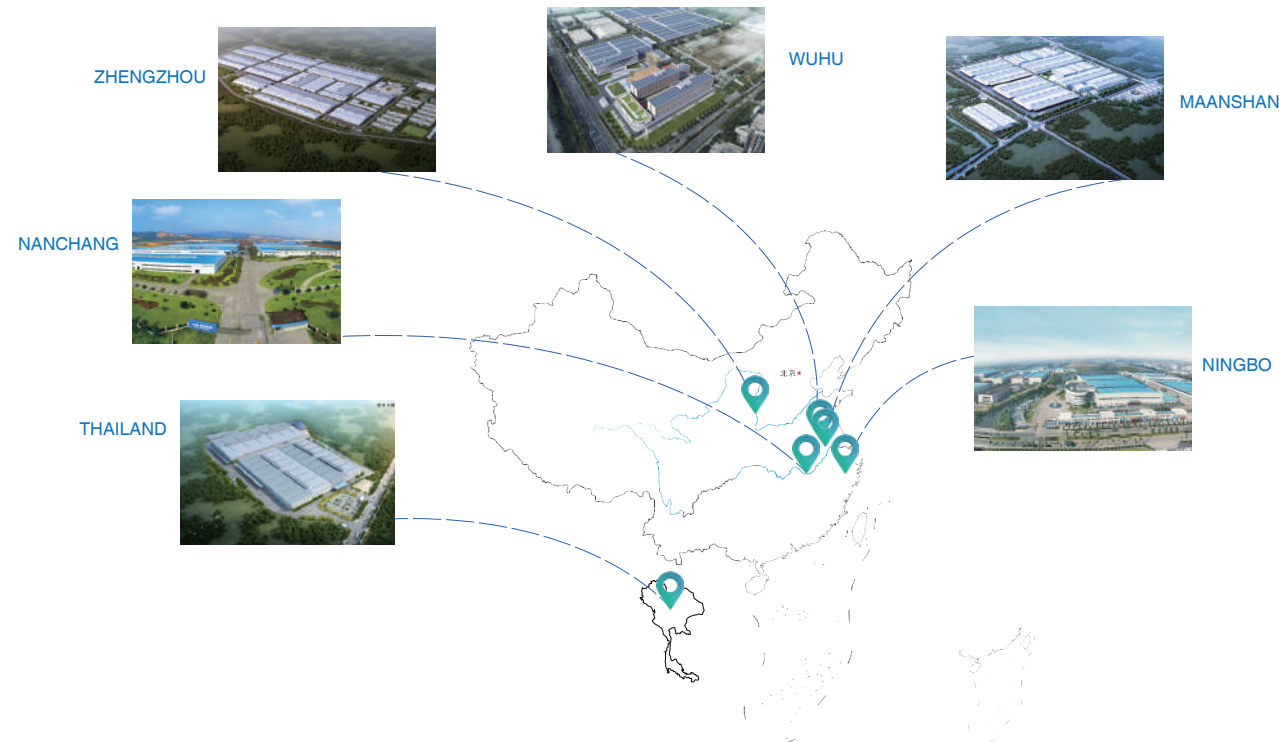 ZHENGZHOU
WUHU
MAANSHAN
NANCHANG
NINGBO
THAILAND
北京